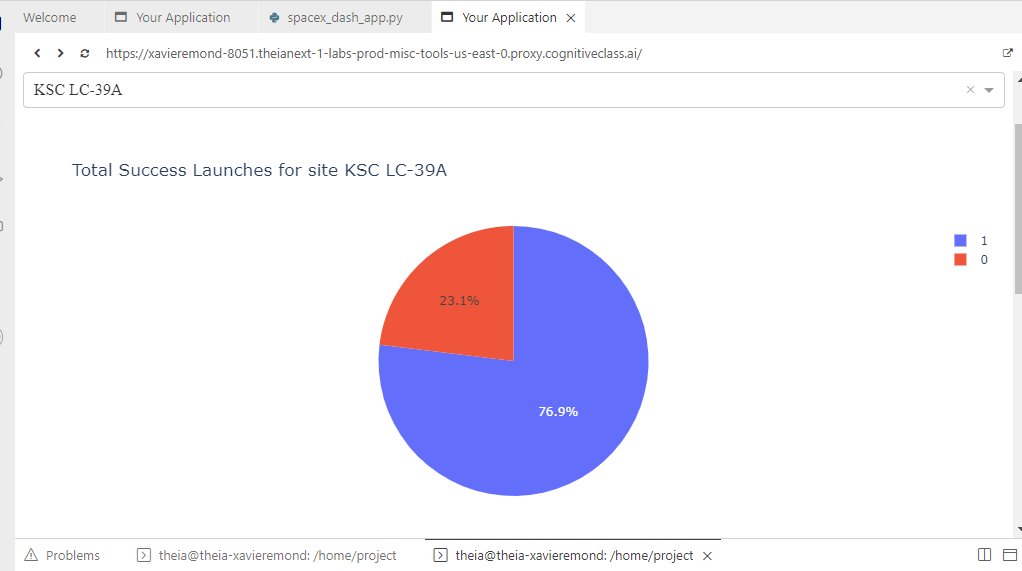 Welcome Your Application spacex_dash_app.py Your Application
https://xavieremond-8051.theianext-1-labs-prod-misc-tools-us-east-0.proxy.cognitiveclass.ai/
KSC LC-39A
Total Success Launches for site KSC LC-39A
1
0
23.1%
76.9%
Problems theia@theia-xavieremond: /home/project theia@theia-xavieremond: /home/project